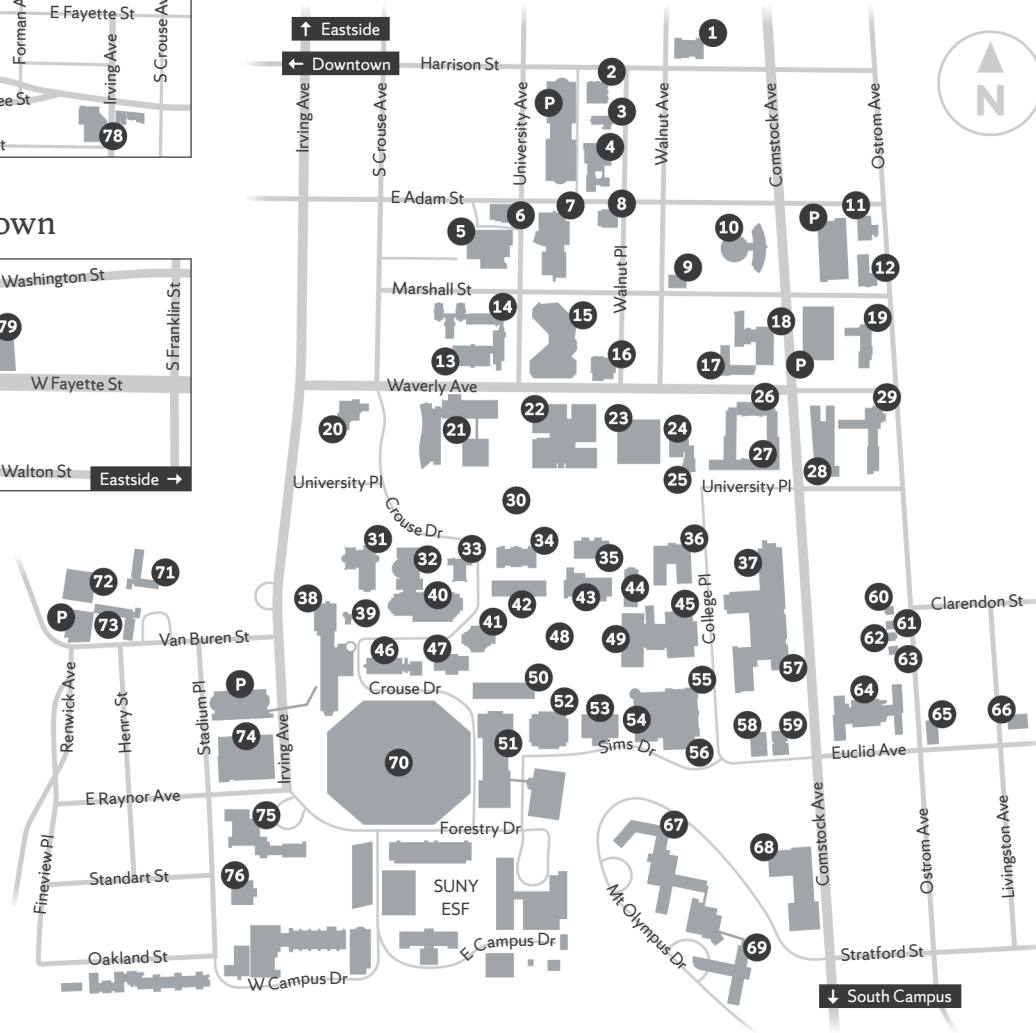 E Fayette St
Forman A
Irving Ave
S Crouse Av
ee St
t
78
own
Washington St
79
S Franklin St
W Fayette St
Walton St
Eastside →
↑ Eastside
← Downtown
Harrison St
1
2
P
3
4
N
Irving Ave
S Crouse Ave
University Ave
Walnut Ave
Comstock Ave
Ostrom Ave
E Adam St
5
6
7
8
Walnut Pl
9
10
P
11
12
Marshall St
14
13
15
16
17
18
P
19
Waverly Ave
20
21
22
23
24
25
26
27
28
29
University Pl
University Pl
30
Crouse Dr
31
32
33
34
35
36
37
38
39
40
41
42
43
44
45
College Pl
46
47
48
49
Crouse Dr
50
51
52
53
54
55
56
57
58
59
Sims Dr
60
61
62
63
Clarendon St
64
65
66
Euclid Ave
71
72
P
73
Van Buren St
Renwick Ave
Henry St
Stadium Pl
P
74
Irving Ave
70
E Raynor Ave
75
Forestry Dr
Standart St
76
Fineview Pl
SUNY
ESF
Oakland St
W Campus Dr
E Campus Dr
67
68
69
Mt Olympus Dr
Comstock Ave
Ostrom Ave
Livingston Ave
Stratford St
↓ South Campus